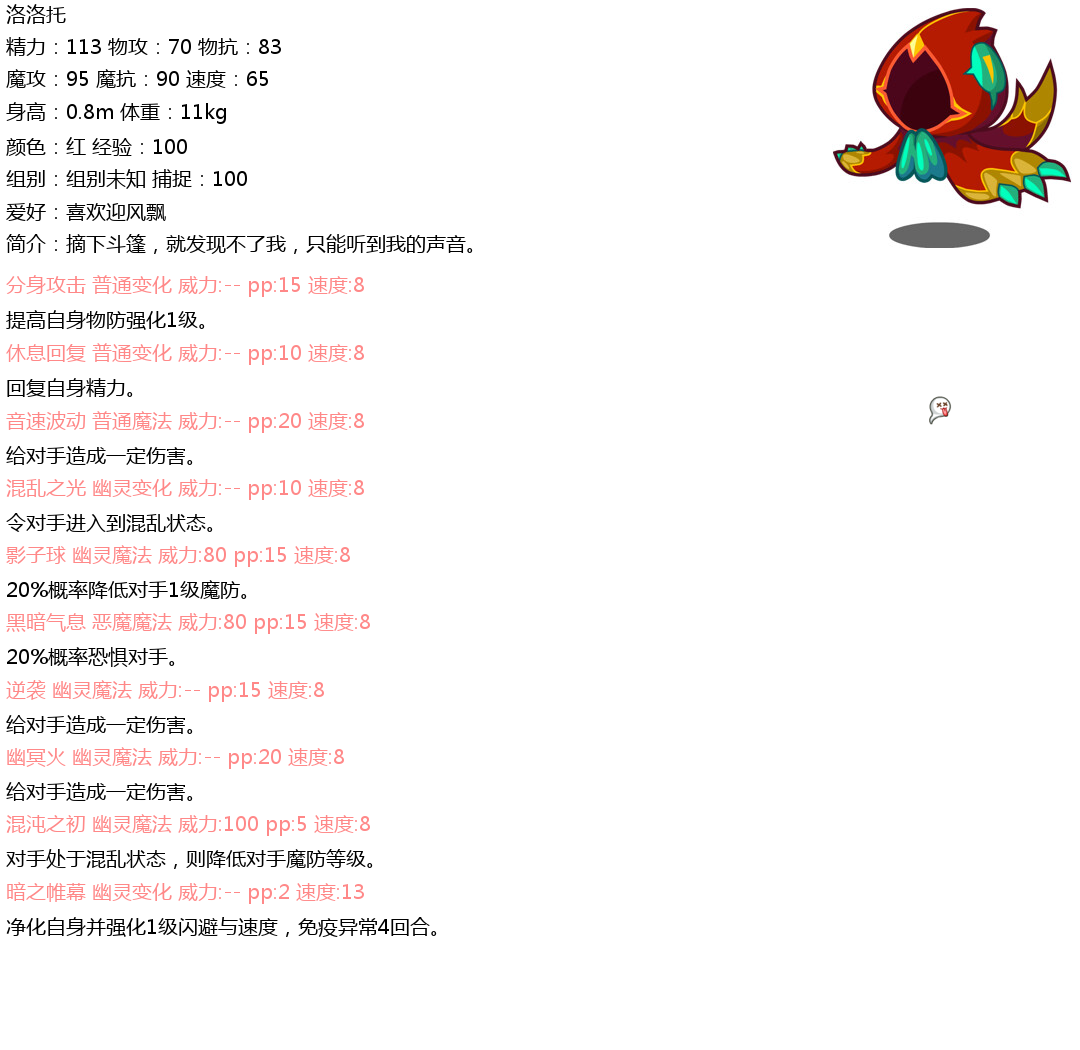 洛洛托
精力：113 物攻：70 物抗：83
魔攻：95 魔抗：90 速度：65
身高：0.8m 体重：11kg
颜色：红 经验：100
组别：组别未知 捕捉：100
爱好：喜欢迎风飘
简介：摘下斗篷，就发现不了我，只能听到我的声音。
分身攻击 普通变化 威力:-- pp:15 速度:8
提高自身物防强化1级。
休息回复 普通变化 威力:-- pp:10 速度:8
回复自身精力。
音速波动 普通魔法 威力:-- pp:20 速度:8
给对手造成一定伤害。
混乱之光 幽灵变化 威力:-- pp:10 速度:8
令对手进入到混乱状态。
影子球 幽灵魔法 威力:80 pp:15 速度:8
20%概率降低对手1级魔防。
黑暗气息 恶魔魔法 威力:80 pp:15 速度:8
20%概率恐惧对手。
逆袭 幽灵魔法 威力:-- pp:15 速度:8
给对手造成一定伤害。
幽冥火 幽灵魔法 威力:-- pp:20 速度:8
给对手造成一定伤害。
混沌之初 幽灵魔法 威力:100 pp:5 速度:8
对手处于混乱状态，则降低对手魔防等级。
暗之帷幕 幽灵变化 威力:-- pp:2 速度:13
净化自身并强化1级闪避与速度，免疫异常4回合。